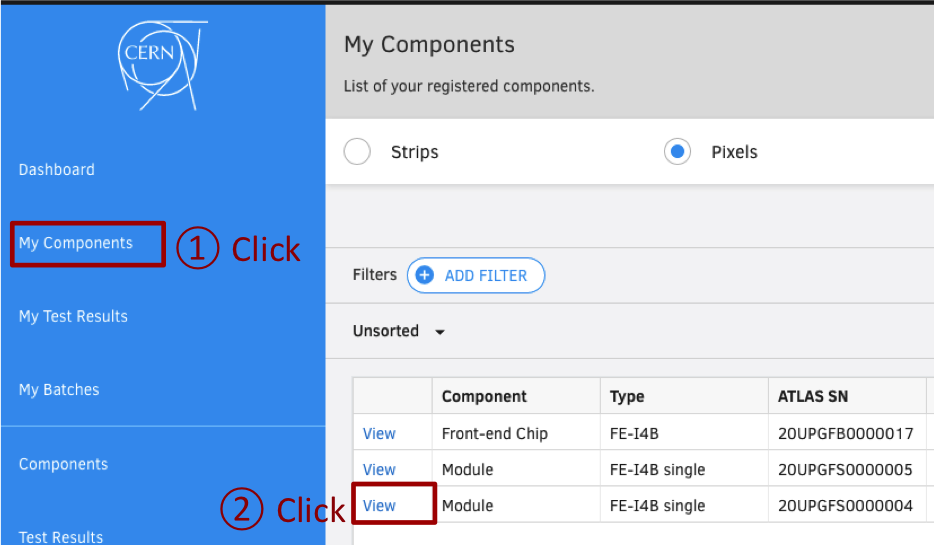 CERN
My Components
List of your registered components.
Strips
Pixels
Dashboard
My Components
① Click
My Test Results
My Batches
Components
Test Results
Filters
ADD FILTER
Unsorted
Component Type ATLAS SN
View Front-end Chip FE-I4B 20UPGFB0000017
View Module FE-I4B single 20UPGFS0000005
② Click View Module FE-I4B single 20UPGFS0000004